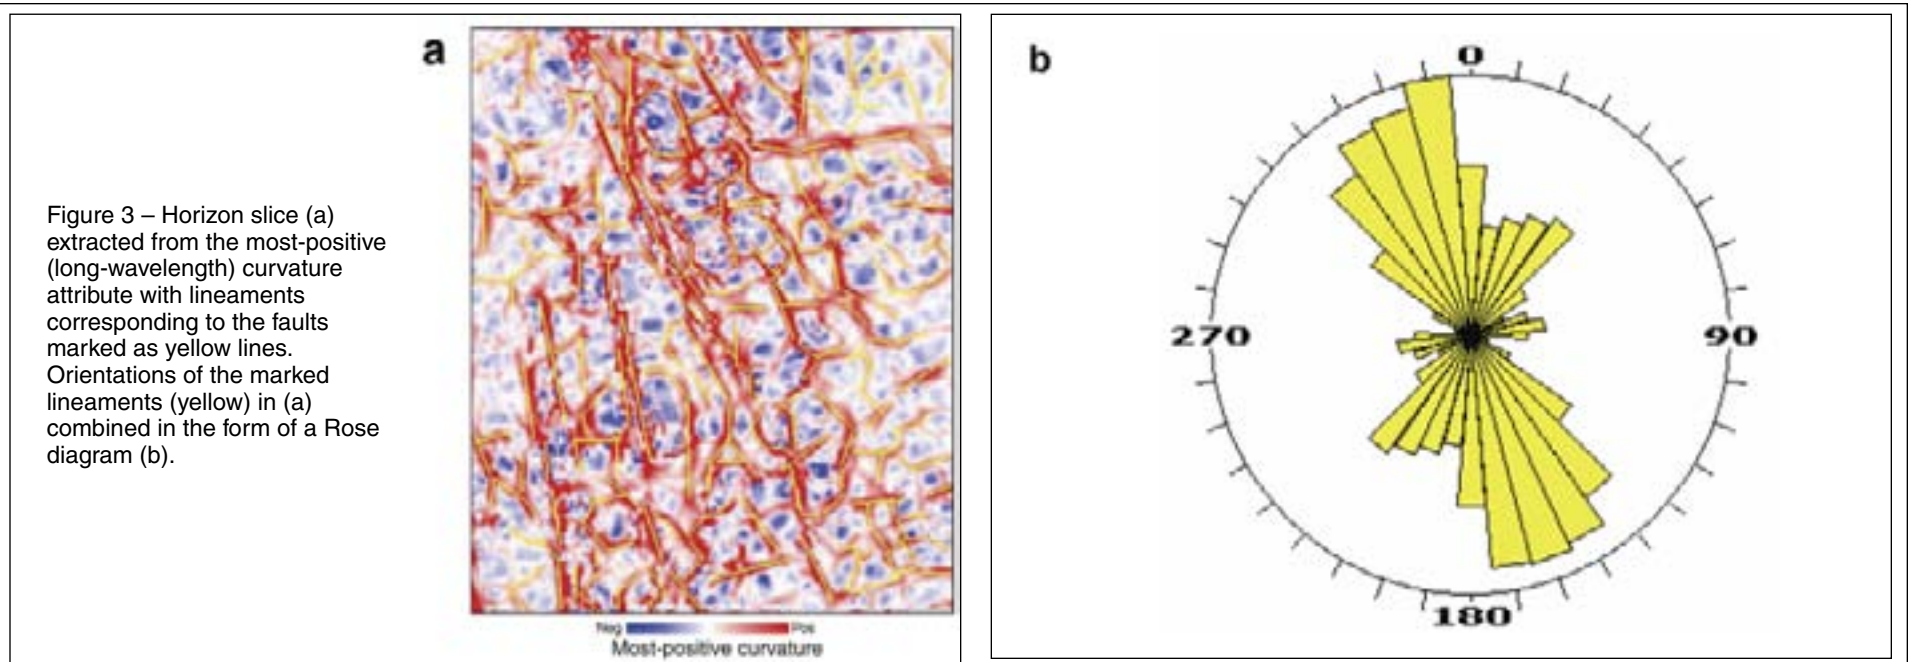 Figure 3 – Horizon slice (a)
extracted from the most-positive
(long-wavelength) curvature
attribute with lineaments
corresponding to the faults
marked as yellow lines.
Orientations of the marked
lineaments (yellow) in (a)
combined in the form of a Rose
diagram (b).
a
Neg Pos
Most-positive curvature
b
0
270 90
180